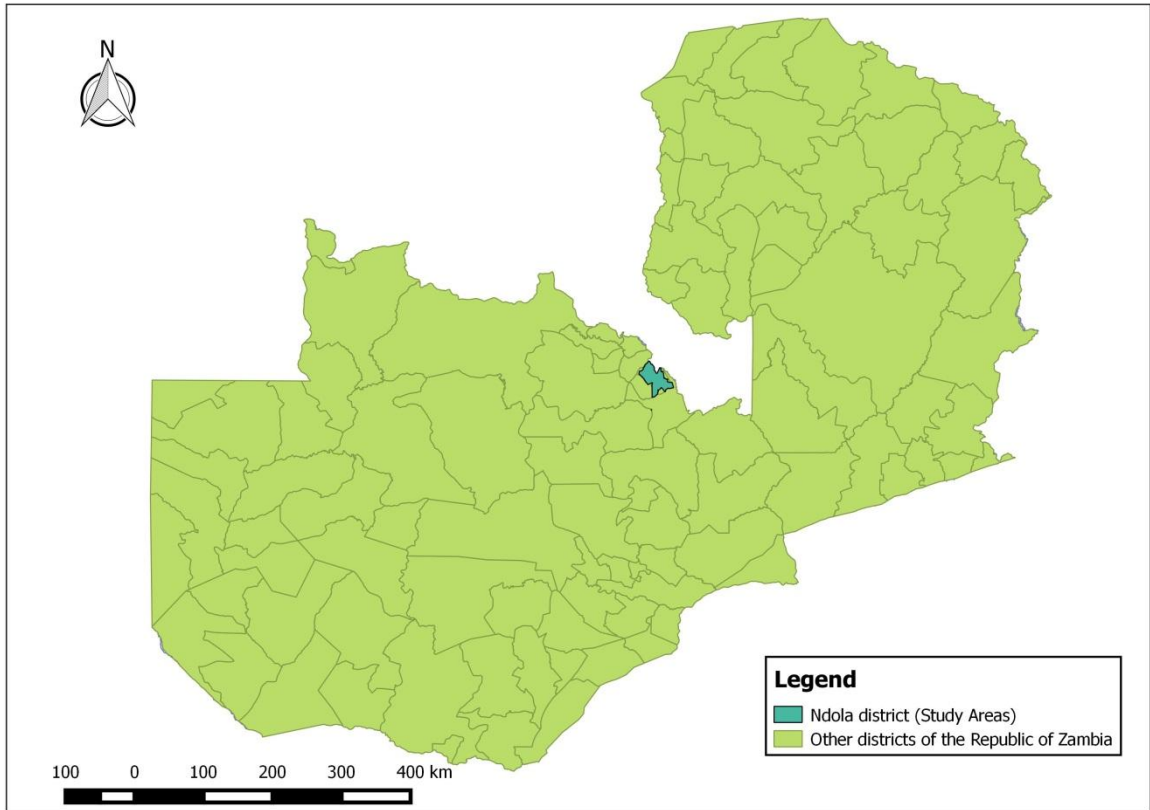 N
Legend
Ndola district (Study Areas)
Other districts of the Republic of Zambia
100 0 100 200 300 400 km